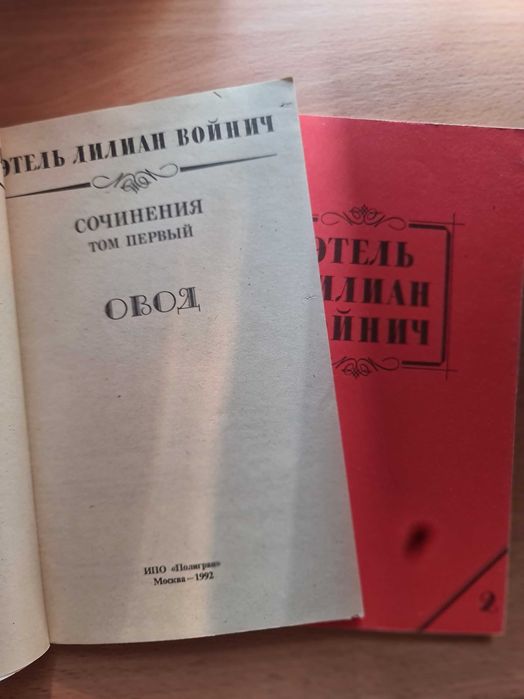 ЭТЕЛЬ ЛИЛИАН ВОЙНИЧ
СОЧИНЕНИЯ
ТОМ ПЕРВЫЙ
ОВОД
ИПО «Полигран»
Москва — 1992
ЭТЕЛЬ
ЛИЛИАН
ВОЙНИЧ
2